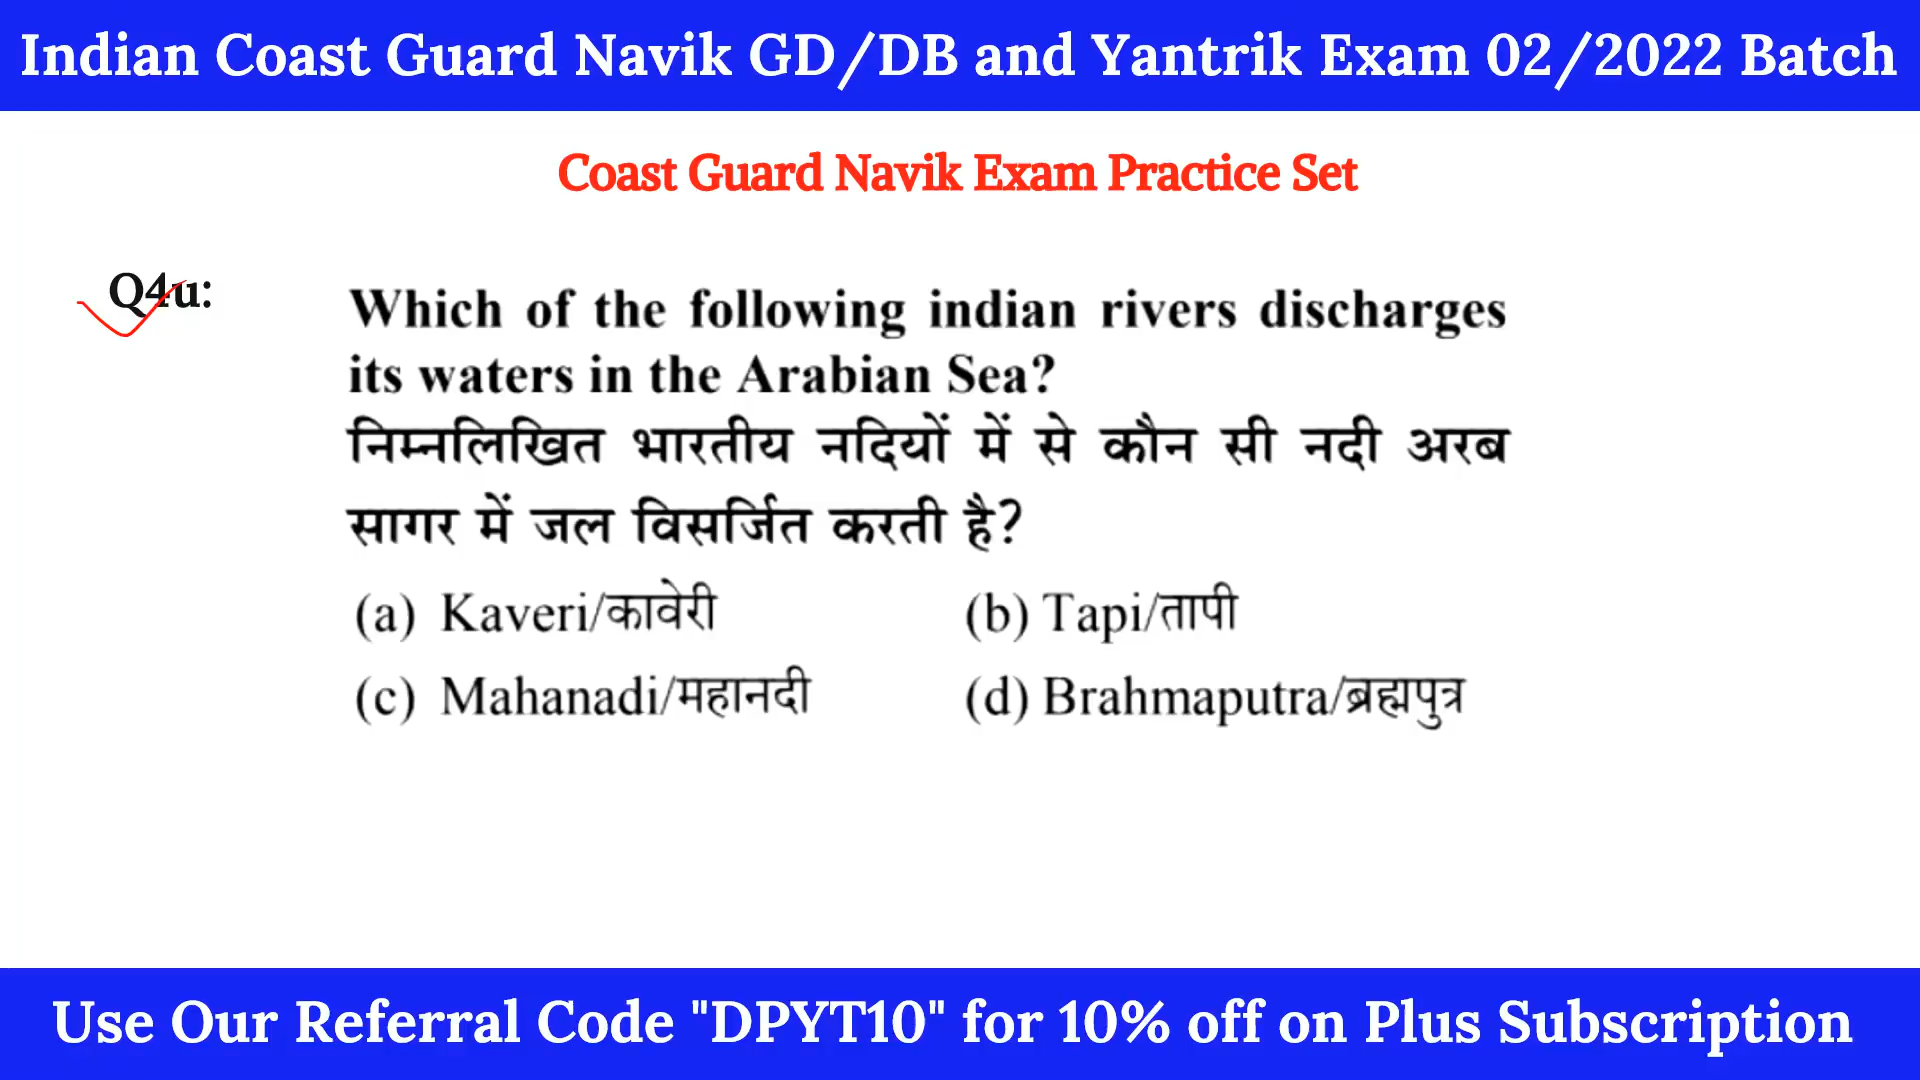 Indian Coast Guard Navik GD/DB and Yantrik Exam 02/2022 Batch
Coast Guard Navik Exam Practice Set
Q4u:
Which of the following indian rivers discharges
its waters in the Arabian Sea?
निम्नलिखित भारतीय नदियों में से कौन सी नदी अरब
सागर में जल विसर्जित करती है?
(a) Kaveri/कावेरी (b) Tapi/तापी
(c) Mahanadi/महानदी (d) Brahmaputra/ब्रह्मपुत्र
Use Our Referral Code "DPYT10" for 10% off on Plus Subscription